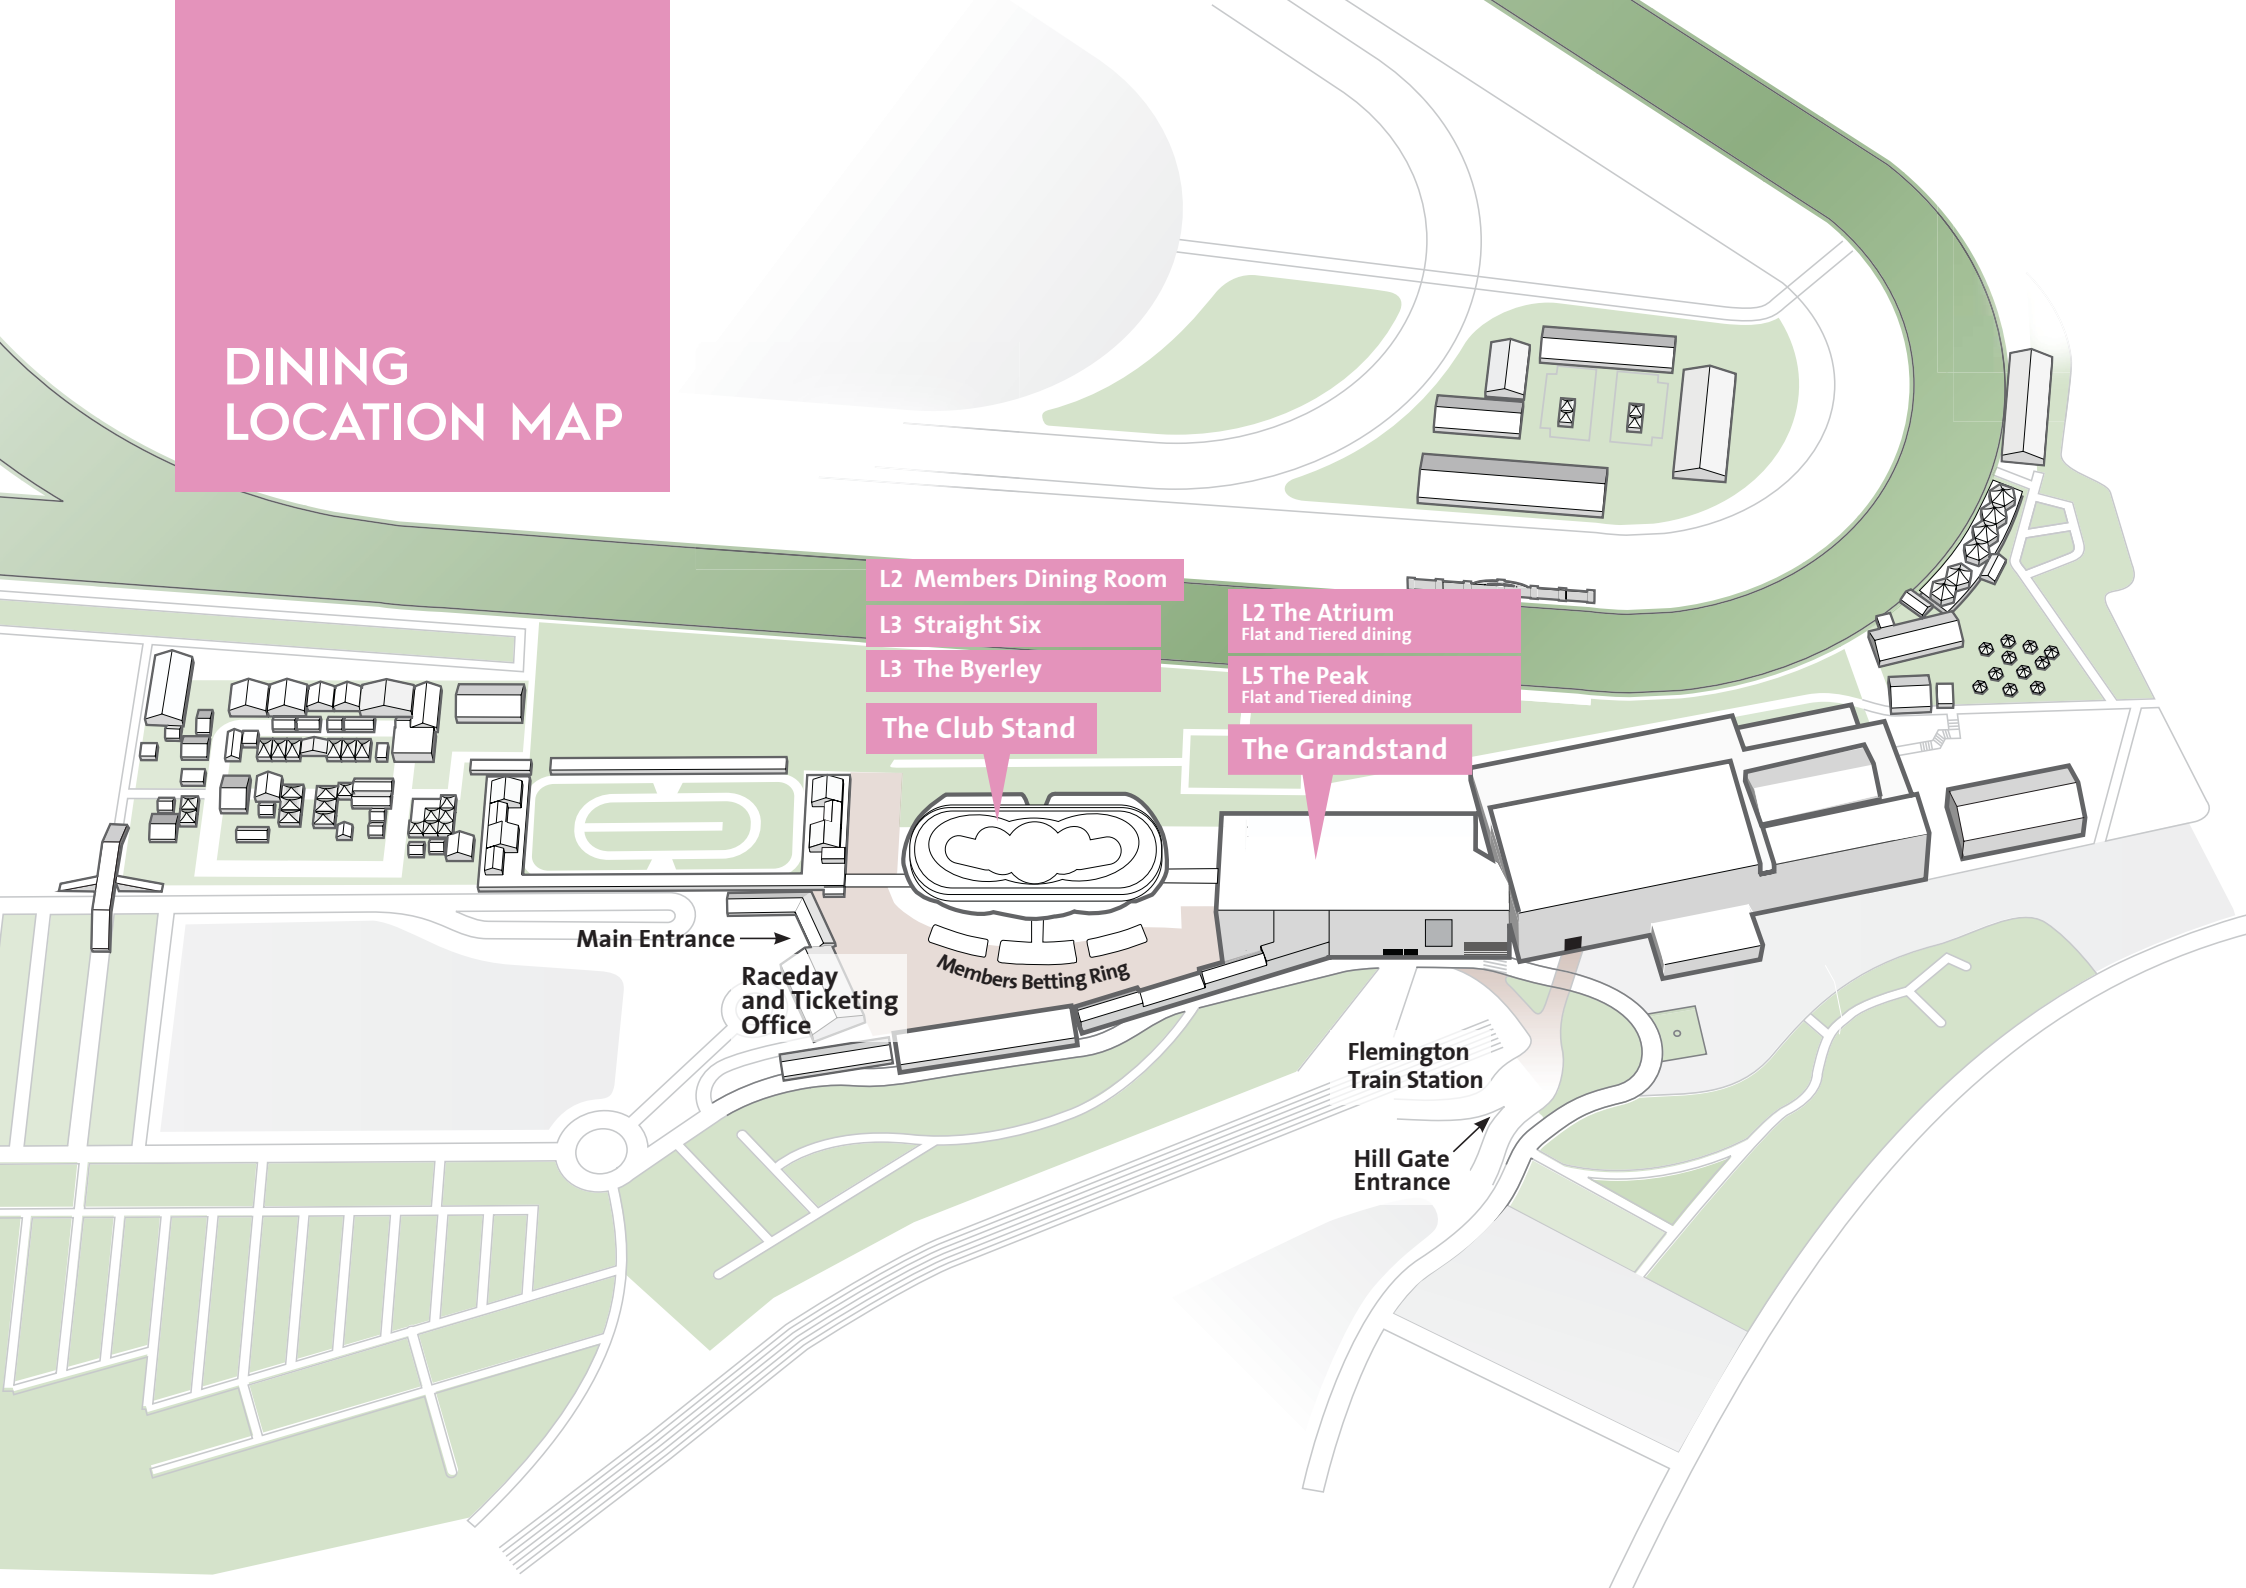 DINING
LOCATION MAP
L2 Members Dining Room
L3 Straight Six
L3 The Byerley
The Club Stand
L2 The Atrium
Flat and Tiered dining
L5 The Peak
Flat and Tiered dining
The Grandstand
Main Entrance
Raceday
and Ticketing
Office
Members Betting Ring
Flemington
Train Station
Hill Gate
Entrance